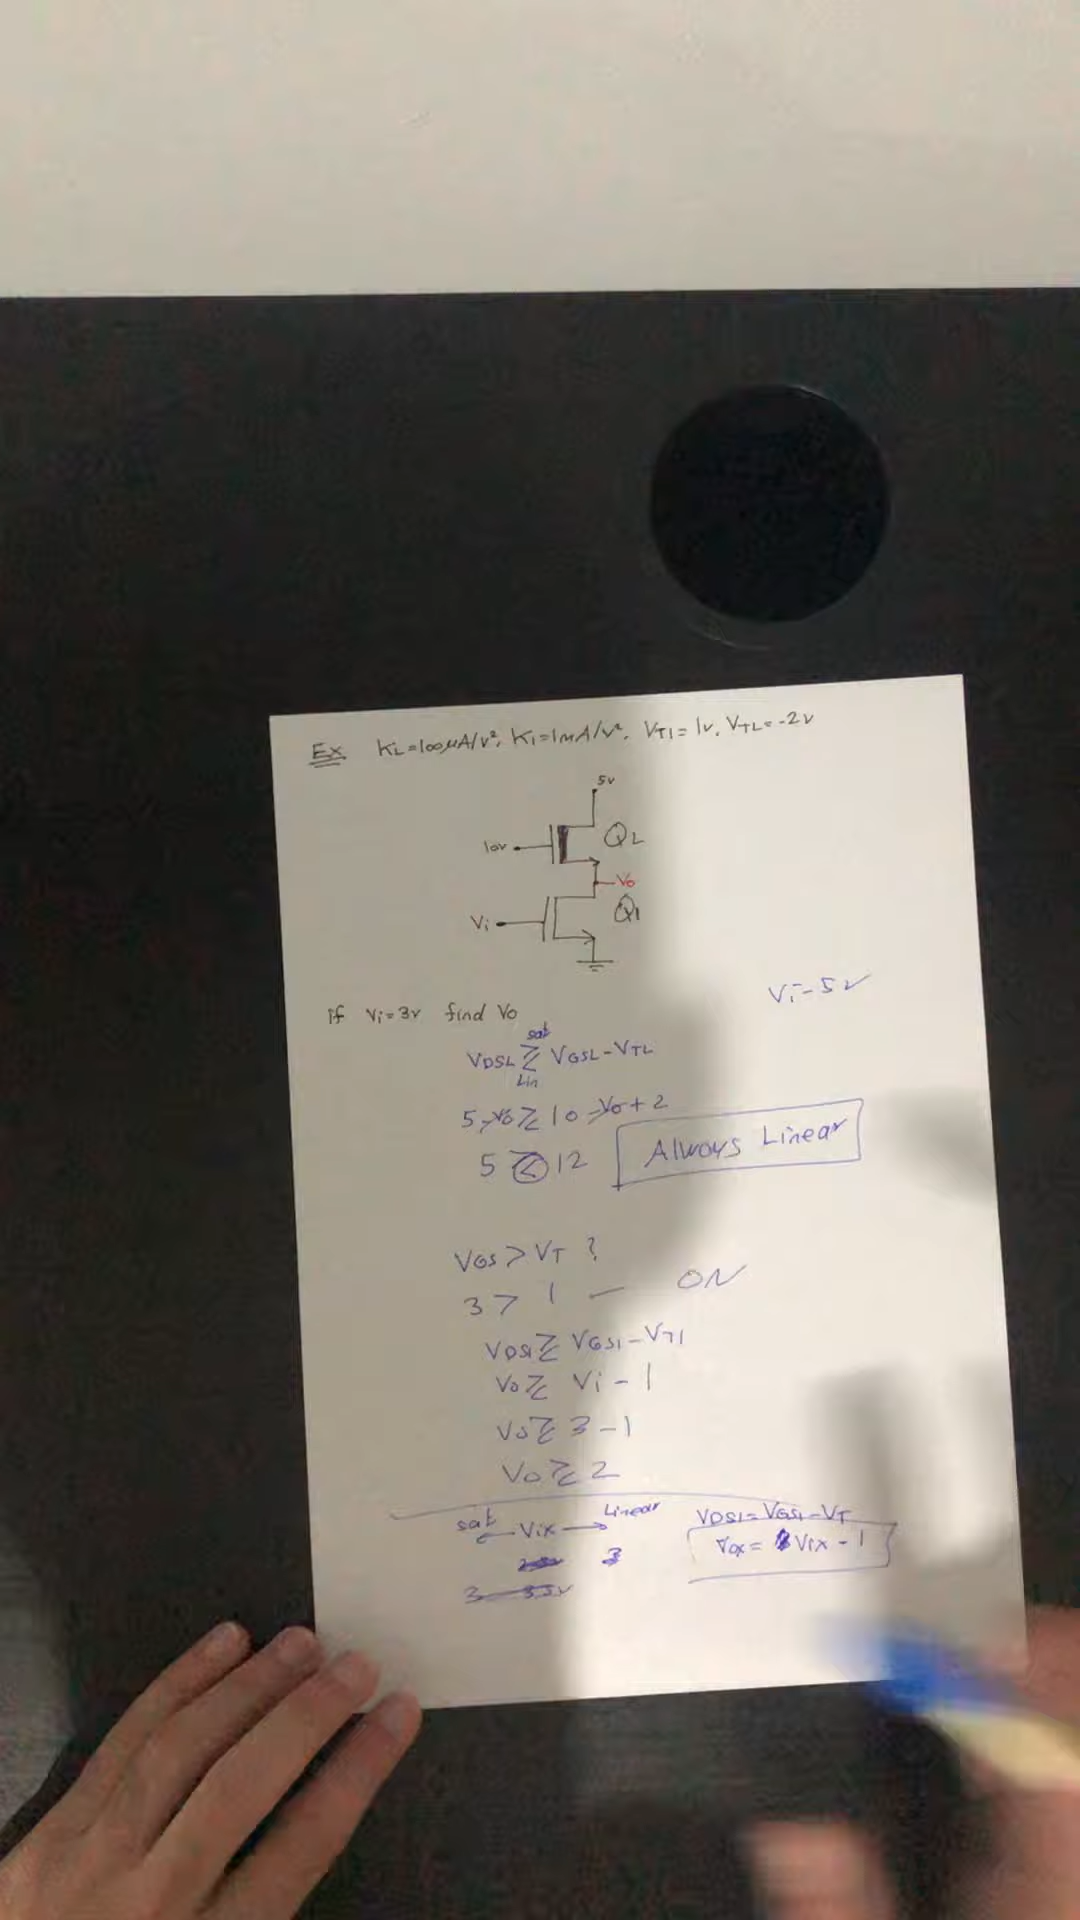 Ex KL=100µA/V², K1=1mA/V², VT1=1V, VTL=-2V
5V
10V
QL
Vo
Vi
Q1
Vi=5V
if Vi=3V find Vo
sat
VDSL ≷ VGSL-VTL
Lin
5-Vo ≷ 10-Vo+2
5 < 12 Always Linear
VGS > VT ?
3 > 1 — ON
VDS1 ≷ VGS1-VT1
Vo ≷ Vi - 1
Vo ≷ 3 - 1
Vo ≷ 2
sat ← Vix → Linear
3
VDS1=VGS1-VT
Vox = Vix - 1